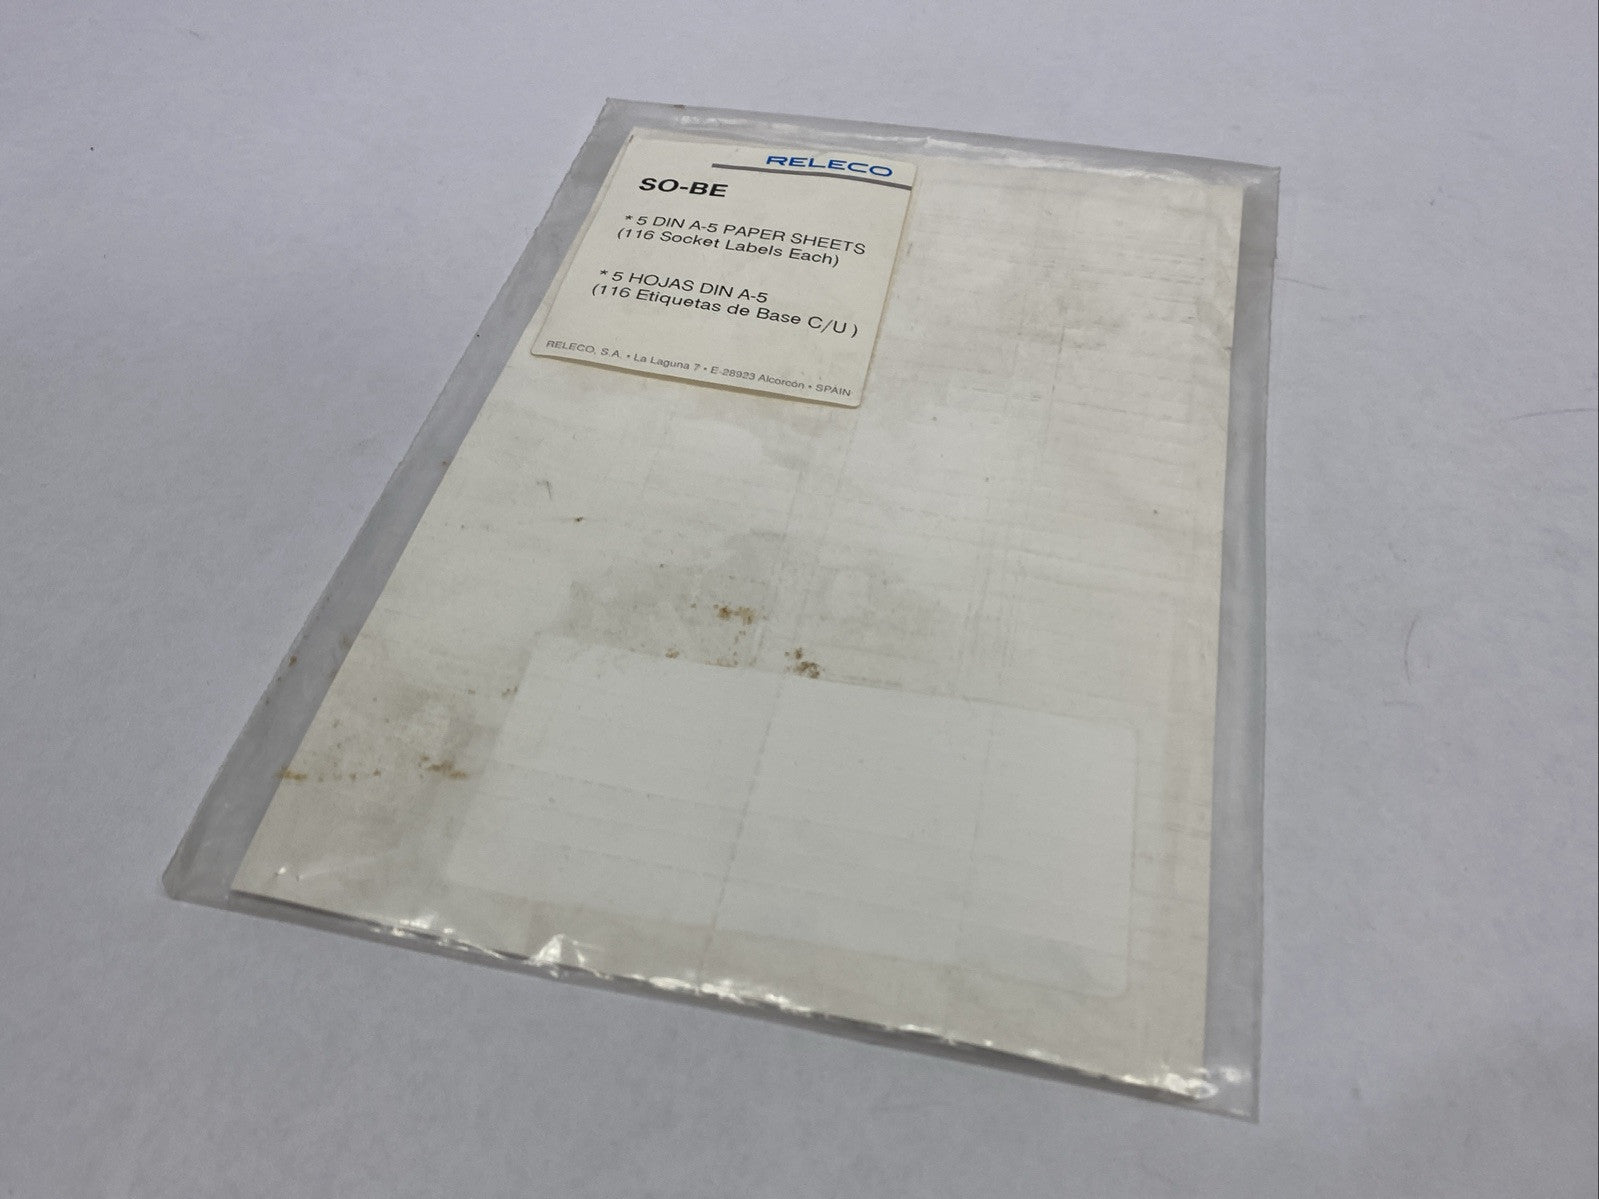 RELECO
SO-BE
* 5 DIN A-5 PAPER SHEETS
(116 Socket Labels Each)
* 5 HOJAS DIN A-5
(116 Etiquetas de Base C/U )
RELECO, S.A. • La Laguna 7 • E-28923 Alcorcón • SPAIN